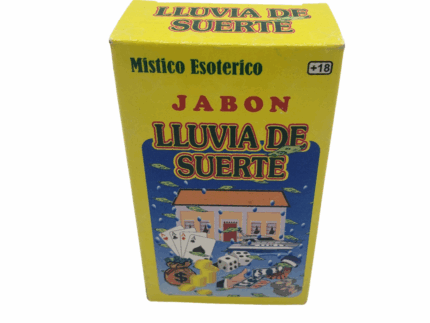 LLUVIA DE
SUERTE
Mistico Esoterico
+18
JABON
LLUVIA DE
SUERTE